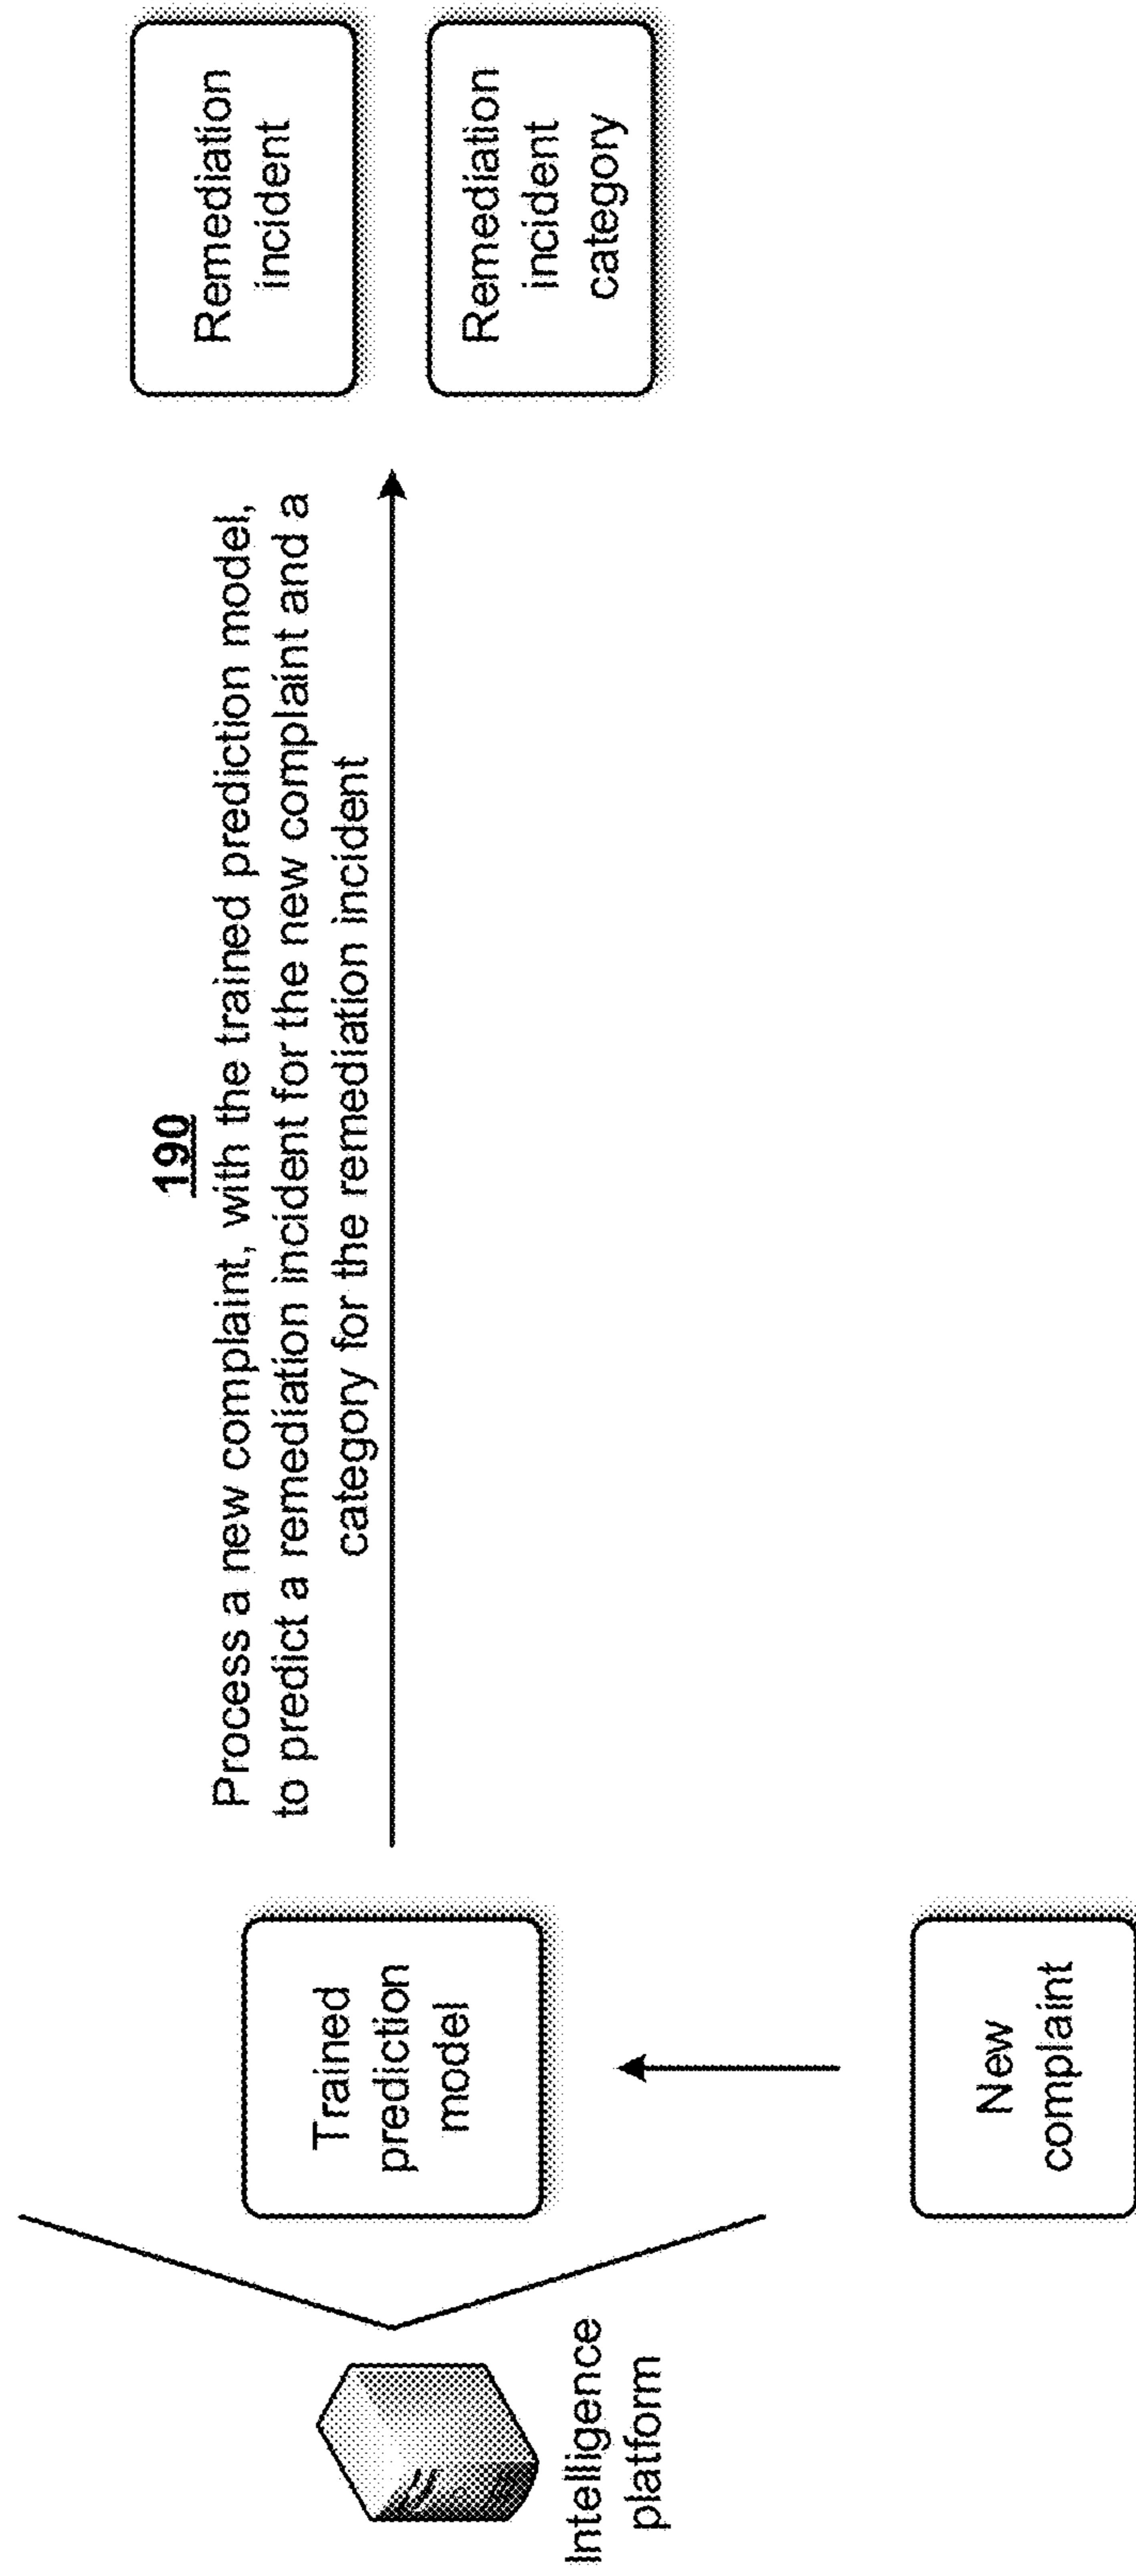 Intelligence
platform
Trained
prediction
model
New
complaint
190
Process a new complaint, with the trained prediction model,
to predict a remediation incident for the new complaint and a
category for the remediation incident
Remediation
incident
Remediation
incident
category